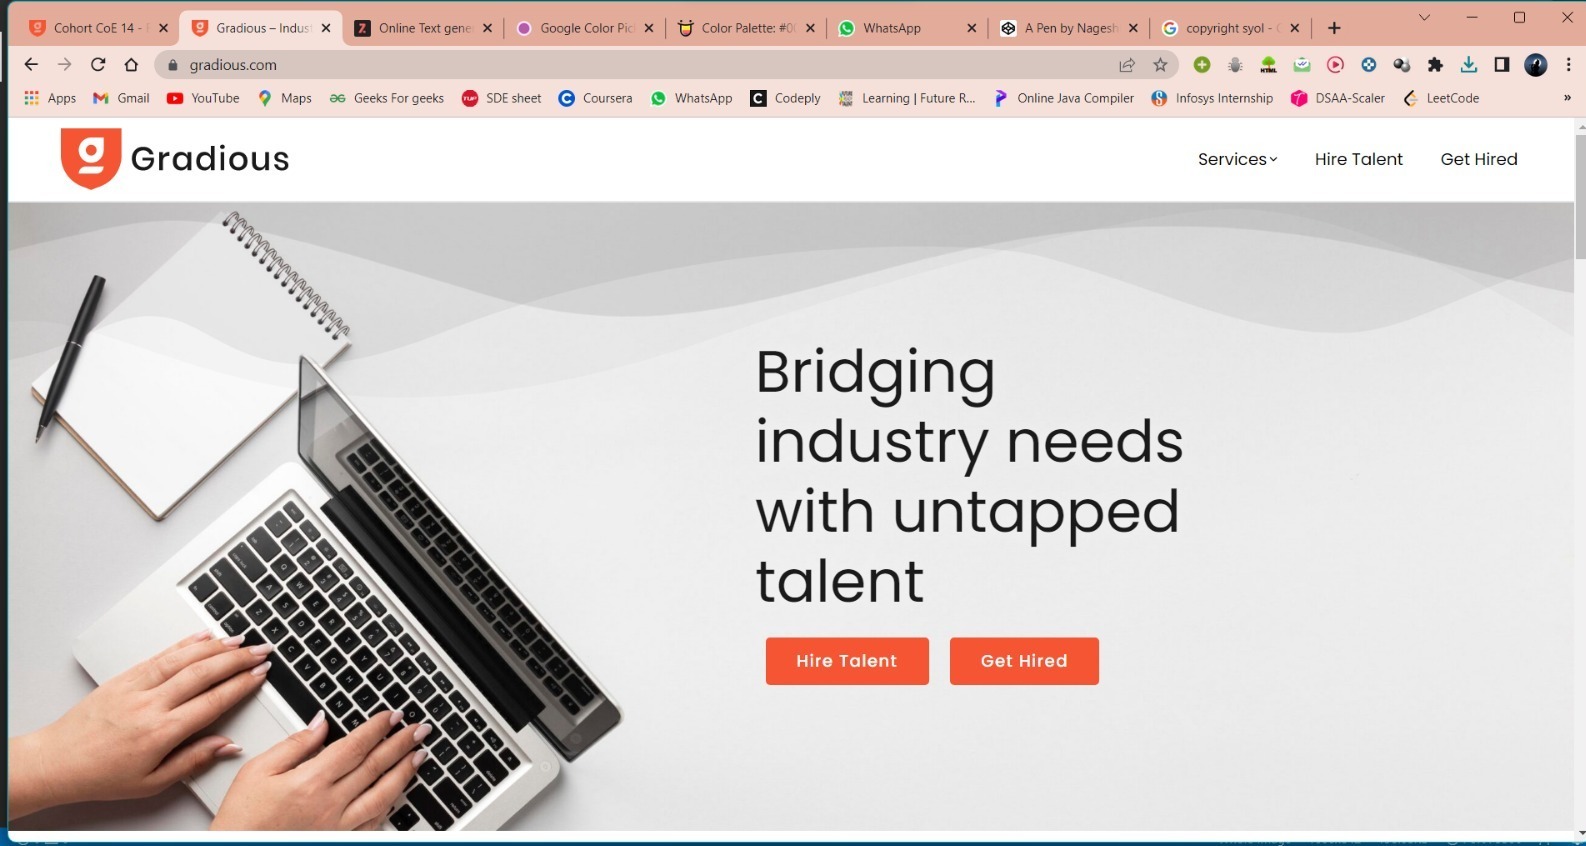 Cohort CoE 14 -
Gradious – Indust
Online Text gene
Google Color Pic
Color Palette: #0
WhatsApp
A Pen by Nagesh
copyright syol -
gradious.com
Apps
Gmail
YouTube
Maps
Geeks For geeks
SDE sheet
Coursera
WhatsApp
Codeply
Learning | Future R...
Online Java Compiler
Infosys Internship
DSAA-Scaler
LeetCode
»
Gradious
Services
Hire Talent
Get Hired
Bridging
industry needs
with untapped
talent
Hire Talent
Get Hired